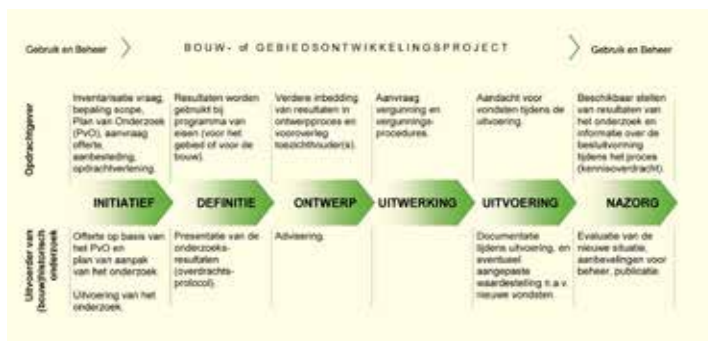 Gebruik en Beheer
BOUW- of GEBIEDSONTWIKKELINGSPROJECT
Gebruik en Beheer
Opdrachtgever
Inventarisatie vraag,
bepaling scope,
Plan van Onderzoek
(PvO), aanvraag
offerte,
aanbesteding,
opdrachtverlening.
Resultaten worden
gebruikt bij
programma van
eisen (voor het
gebied of voor de
bouw).
Verdere inbedding
van resultaten in
ontwerpproces en
vooroverleg
toezichthouder(s).
Aanvraag
vergunning en
vergunnings-
procedures.
Aandacht voor
vondsten tijdens de
uitvoering.
Beschikbaar stellen
van resultaten van
het onderzoek en
informatie over de
besluitvorming
tijdens het proces
(kennisoverdracht).
INITIATIEF
DEFINITIE
ONTWERP
UITWERKING
UITVOERING
NAZORG
Uitvoerder van
(bouw)historisch
onderzoek
Offerte op basis van
het PvO en
plan van aanpak
van het onderzoek
Uitvoering van het
onderzoek.
Presentatie van de
onderzoeks-
resultaten
(overdrachts-
protocol).
Advisering.
Documentatie
tijdens uitvoering, en
eventueel
aangepaste
waardestelling n.a.v.
nieuwe vondsten.
Evaluatie van de
nieuwe situatie,
aanbevelingen voor
beheer, publicatie.